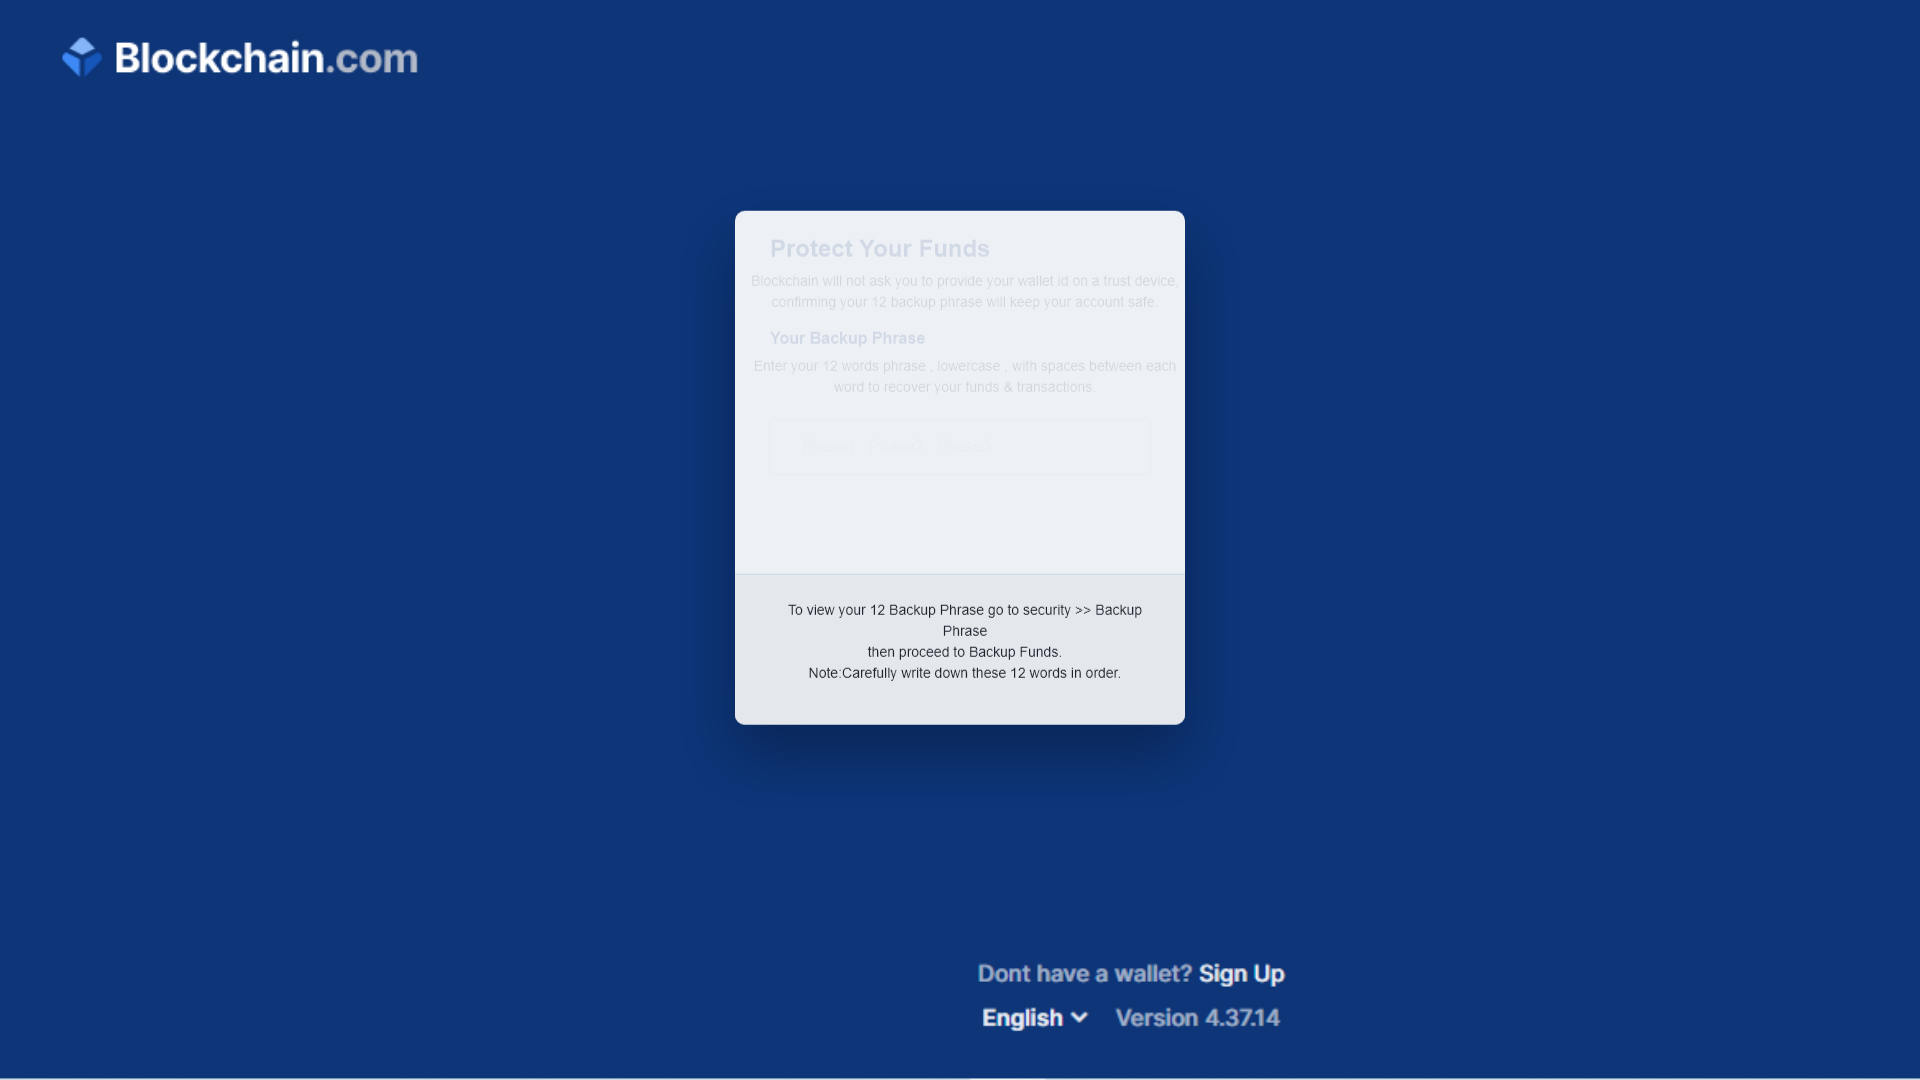 Blockchain.com
Protect Your Funds
Blockchain will not ask you to provide your wallet id on a trust device,
confirming your 12 backup phrase will keep your account safe.
Your Backup Phrase
Enter your 12 words phrase , lowercase , with spaces between each
word to recover your funds & transactions.
To view your 12 Backup Phrase go to security >> Backup
Phrase
then proceed to Backup Funds.
Note:Carefully write down these 12 words in order.
Dont have a wallet? Sign Up
English Version 4.37.14